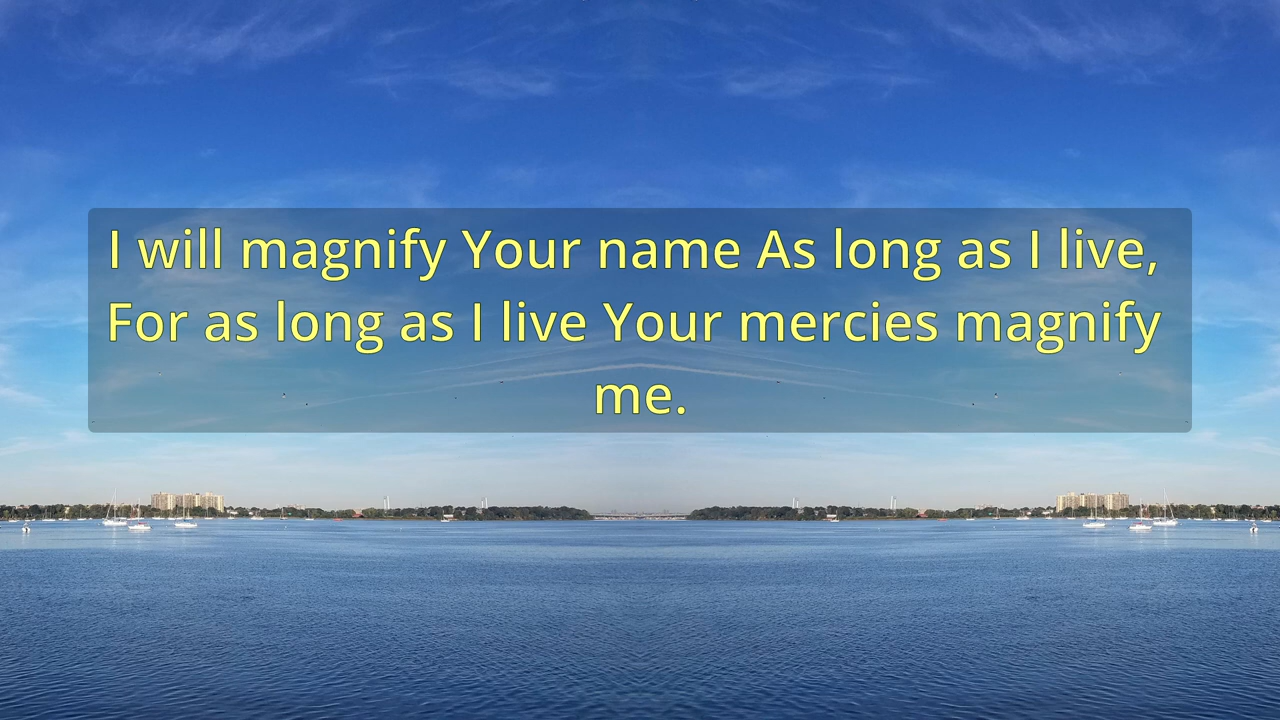 I will magnify Your name As long as I live,
For as long as I live Your mercies magnify
me.